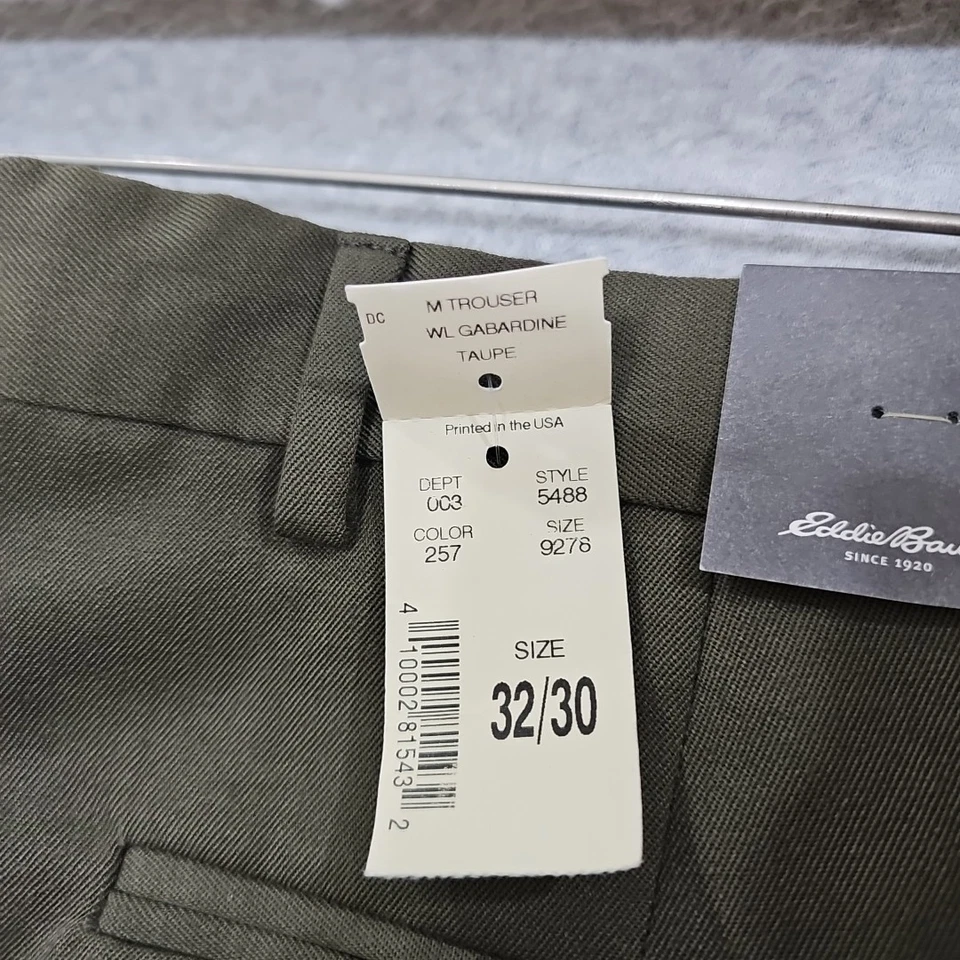 DC
M TROUSER
WL GABARDINE
TAUPE
Printed in the USA
DEPT STYLE
003 5488
COLOR SIZE
257 9278
SIZE
32/30
4 10002 81543 2
Eddie Bau
SINCE 1920